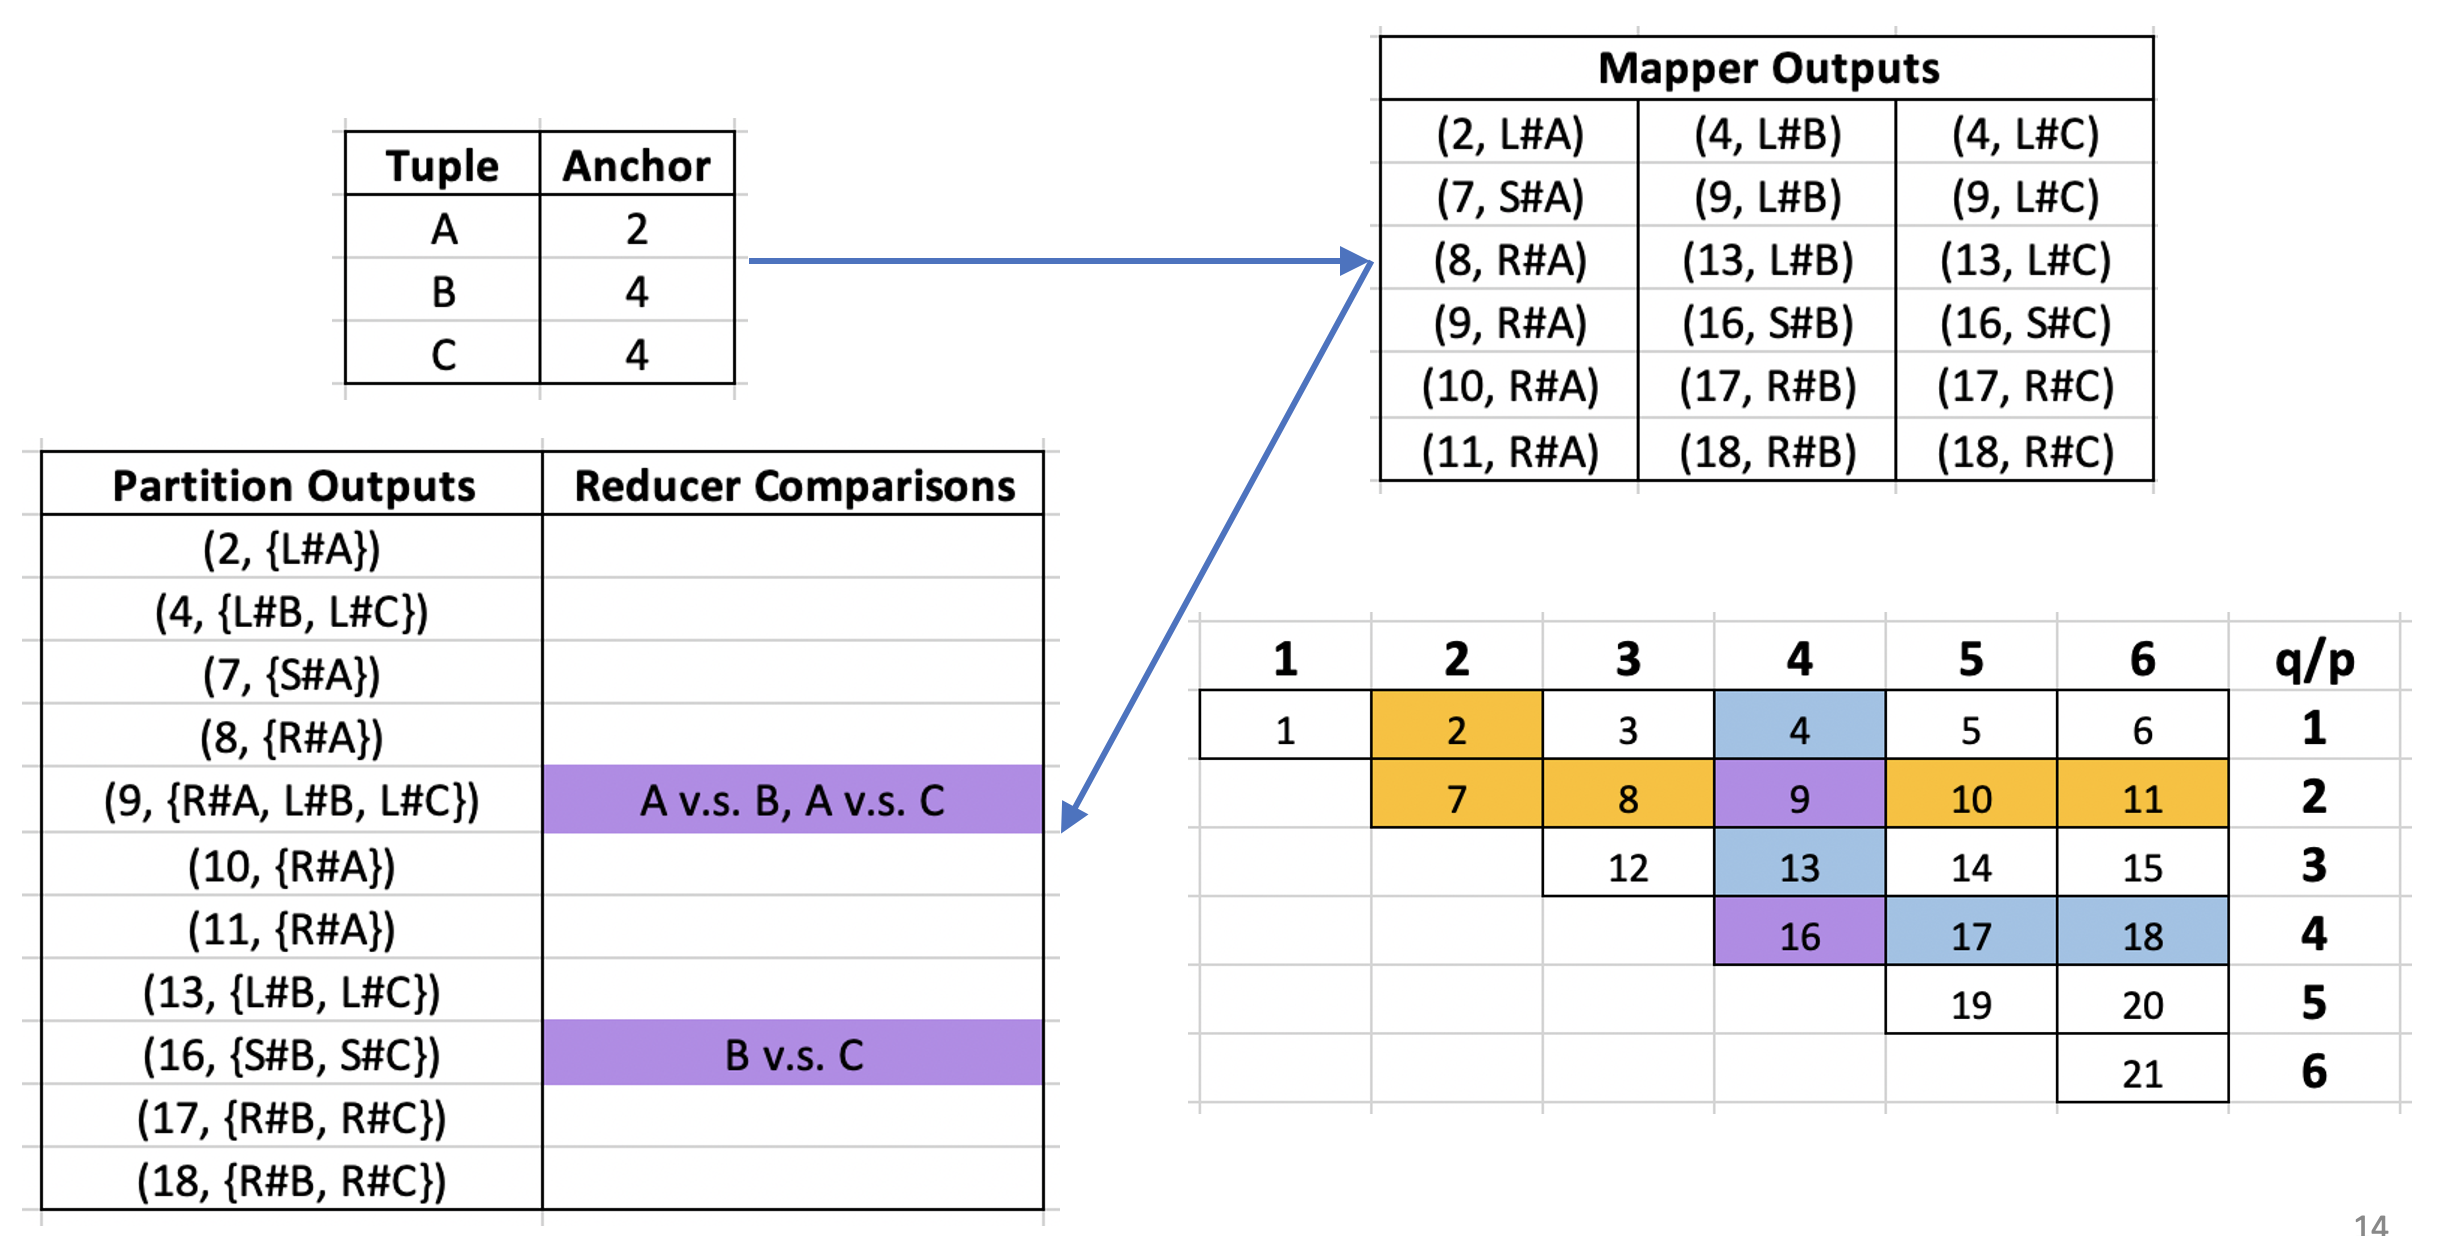 Tuple Anchor
A 2
B 4
C 4
Mapper Outputs
(2, L#A) (4, L#B) (4, L#C)
(7, S#A) (9, L#B) (9, L#C)
(8, R#A) (13, L#B) (13, L#C)
(9, R#A) (16, S#B) (16, S#C)
(10, R#A) (17, R#B) (17, R#C)
(11, R#A) (18, R#B) (18, R#C)
Partition Outputs Reducer Comparisons
(2, {L#A})
(4, {L#B, L#C})
(7, {S#A})
(8, {R#A})
(9, {R#A, L#B, L#C}) A v.s. B, A v.s. C
(10, {R#A})
(11, {R#A})
(13, {L#B, L#C})
(16, {S#B, S#C}) B v.s. C
(17, {R#B, R#C})
(18, {R#B, R#C})
1 2 3 4 5 6 q/p
1 2 3 4 5 6 1
7 8 9 10 11 2
12 13 14 15 3
16 17 18 4
19 20 5
21 6
14